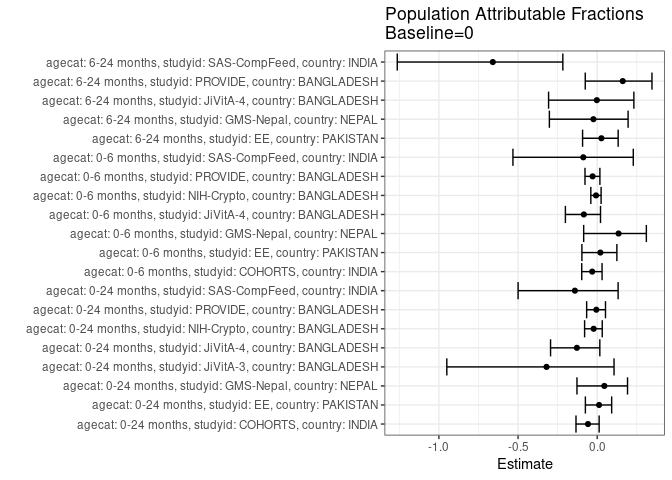 Population Attributable Fractions
Baseline=0
agecat: 6-24 months, studyid: SAS-CompFeed, country: INDIA
agecat: 6-24 months, studyid: PROVIDE, country: BANGLADESH
agecat: 6-24 months, studyid: JiVitA-4, country: BANGLADESH
agecat: 6-24 months, studyid: GMS-Nepal, country: NEPAL
agecat: 6-24 months, studyid: EE, country: PAKISTAN
agecat: 0-6 months, studyid: SAS-CompFeed, country: INDIA
agecat: 0-6 months, studyid: PROVIDE, country: BANGLADESH
agecat: 0-6 months, studyid: NIH-Crypto, country: BANGLADESH
agecat: 0-6 months, studyid: JiVitA-4, country: BANGLADESH
agecat: 0-6 months, studyid: GMS-Nepal, country: NEPAL
agecat: 0-6 months, studyid: EE, country: PAKISTAN
agecat: 0-6 months, studyid: COHORTS, country: INDIA
agecat: 0-24 months, studyid: SAS-CompFeed, country: INDIA
agecat: 0-24 months, studyid: PROVIDE, country: BANGLADESH
agecat: 0-24 months, studyid: NIH-Crypto, country: BANGLADESH
agecat: 0-24 months, studyid: JiVitA-4, country: BANGLADESH
agecat: 0-24 months, studyid: JiVitA-3, country: BANGLADESH
agecat: 0-24 months, studyid: GMS-Nepal, country: NEPAL
agecat: 0-24 months, studyid: EE, country: PAKISTAN
agecat: 0-24 months, studyid: COHORTS, country: INDIA
-1.0 -0.5 0.0
Estimate